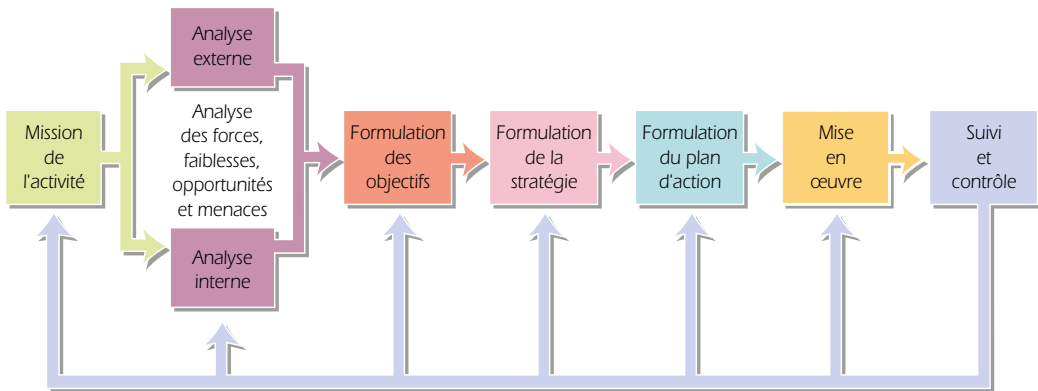 Mission
de
l'activité
Analyse
externe
Analyse
des forces,
faiblesses,
opportunités
et menaces
Analyse
interne
Formulation
des
objectifs
Formulation
de la
stratégie
Formulation
du plan
d'action
Mise
en
œuvre
Suivi
et
contrôle